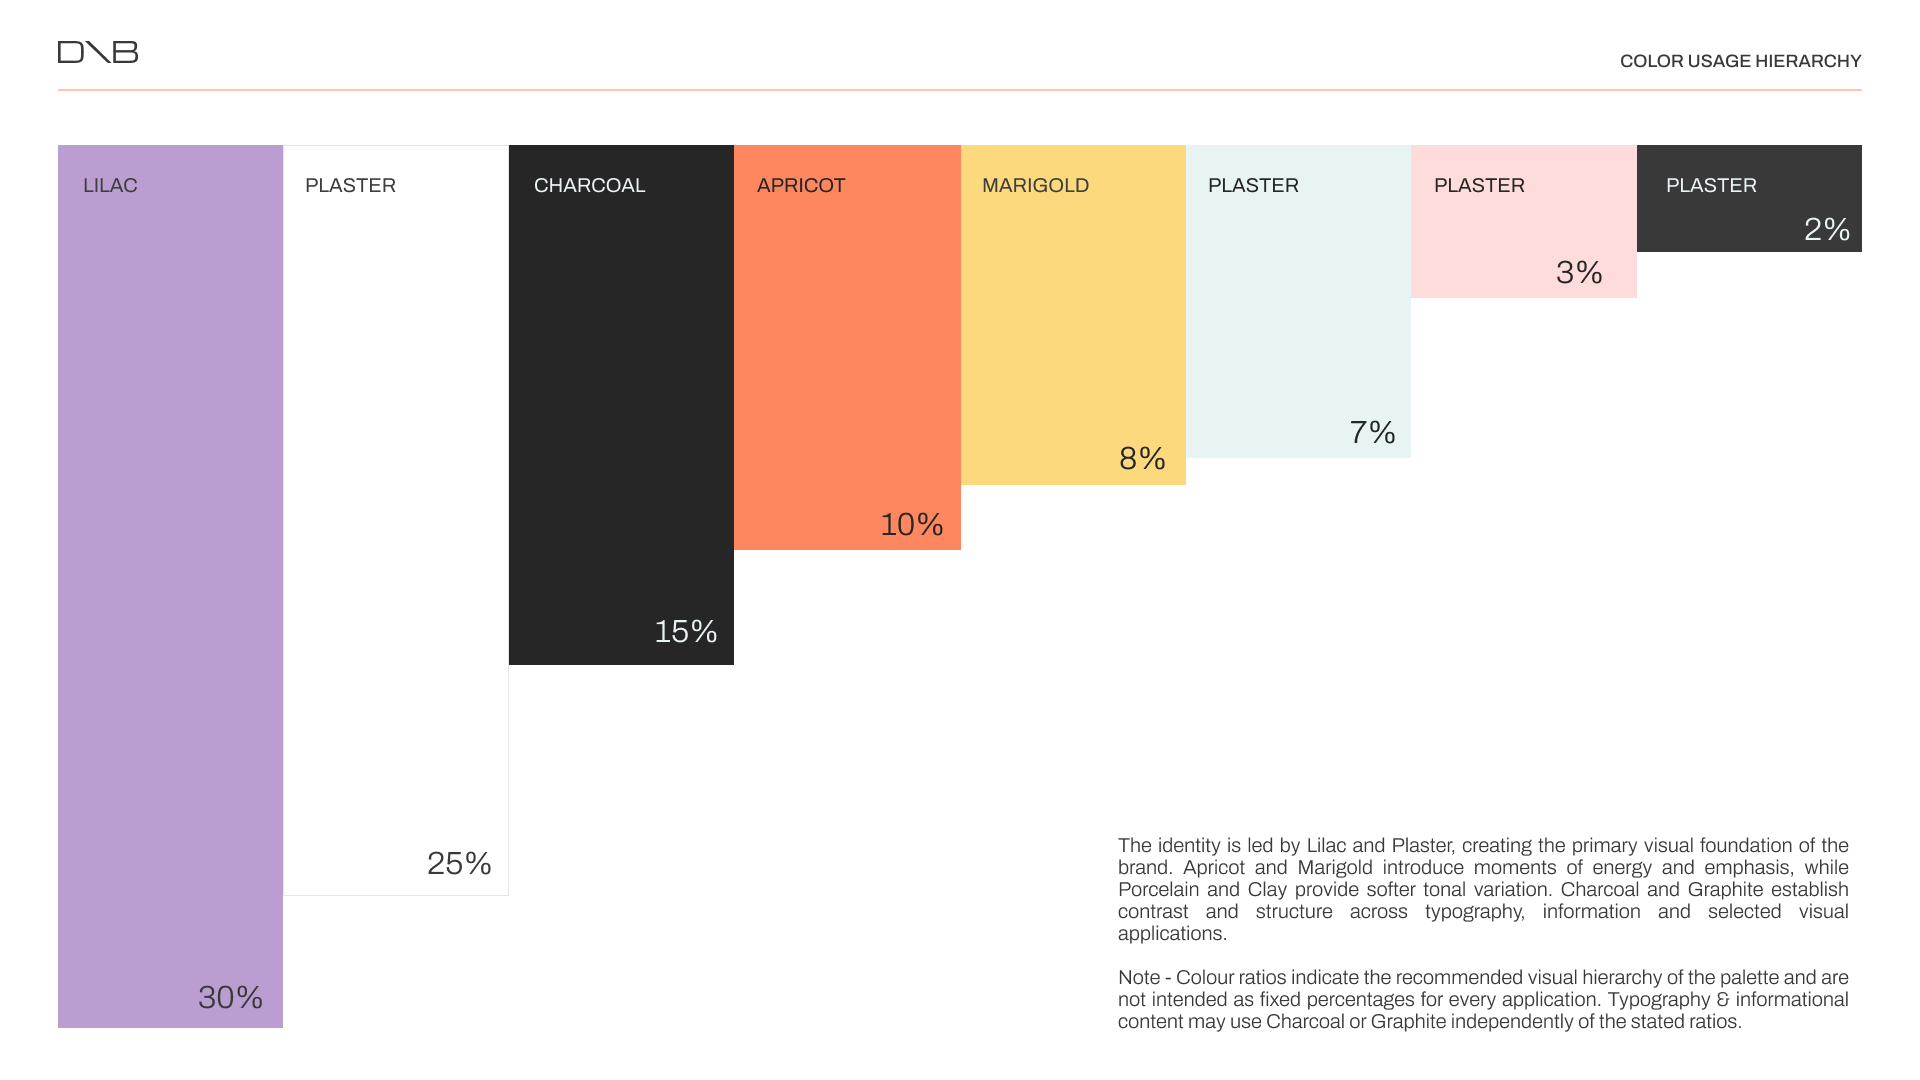 D\B
COLOR USAGE HIERARCHY
LILAC
PLASTER
CHARCOAL
APRICOT
MARIGOLD
PLASTER
PLASTER
PLASTER
2%
3%
7%
8%
10%
15%
25%
30%
The identity is led by Lilac and Plaster, creating the primary visual foundation of the
brand. Apricot and Marigold introduce moments of energy and emphasis, while
Porcelain and Clay provide softer tonal variation. Charcoal and Graphite establish
contrast and structure across typography, information and selected visual
applications.
Note - Colour ratios indicate the recommended visual hierarchy of the palette and are
not intended as fixed percentages for every application. Typography & informational
content may use Charcoal or Graphite independently of the stated ratios.